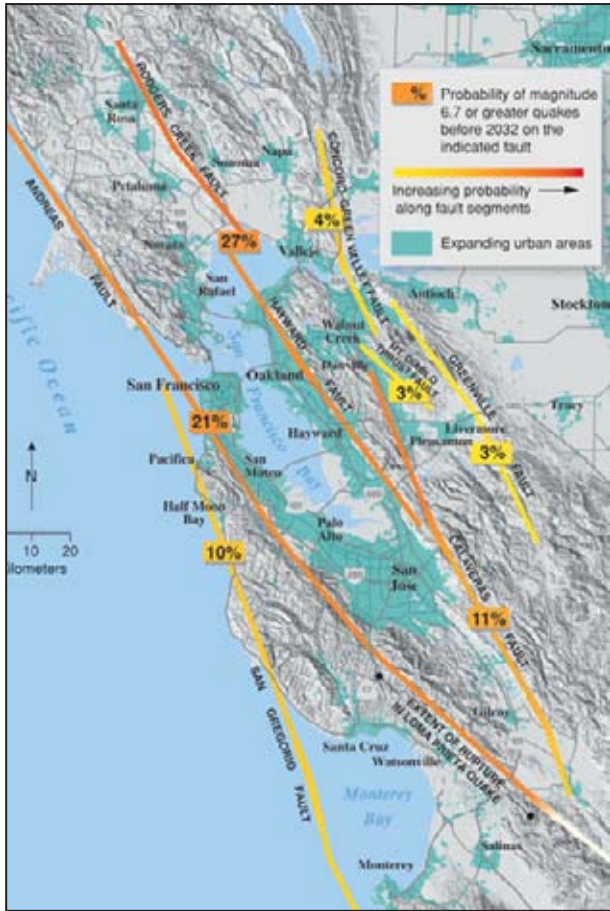 Sacramento
%
Probability of magnitude
6.7 or greater quakes
before 2032 on the
indicated fault
Increasing probability
along fault segments
Expanding urban areas
RODGERS CREEK FAULT
Santa
Rosa
Sonoma
Napa
CONCORD-GREEN VALLEY FAULT
4%
Petaluma
ANDREAS FAULT
Novato
27%
Vallejo
San
Rafael
Antioch
Stockton
cific Ocean
San Francisco Bay
HAYWARD FAULT
Walnut
Creek
MT. DIABLO
THRUST FAULT
GREENVILLE FAULT
Danville
San Francisco
Oakland
3%
Tracy
21%
Livermore
Pleasanton
Hayward
3%
N
Pacifica
San
Mateo
Half Moon
Bay
Palo
Alto
10 20
ilometers
10%
San
Jose
CALAVERAS FAULT
11%
SAN GREGORIO FAULT
EXTENT OF RUPTURE
IN LOMA PRIETA QUAKE
Gilroy
Santa Cruz
Watsonville
Monterey
Bay
Salinas
Monterey